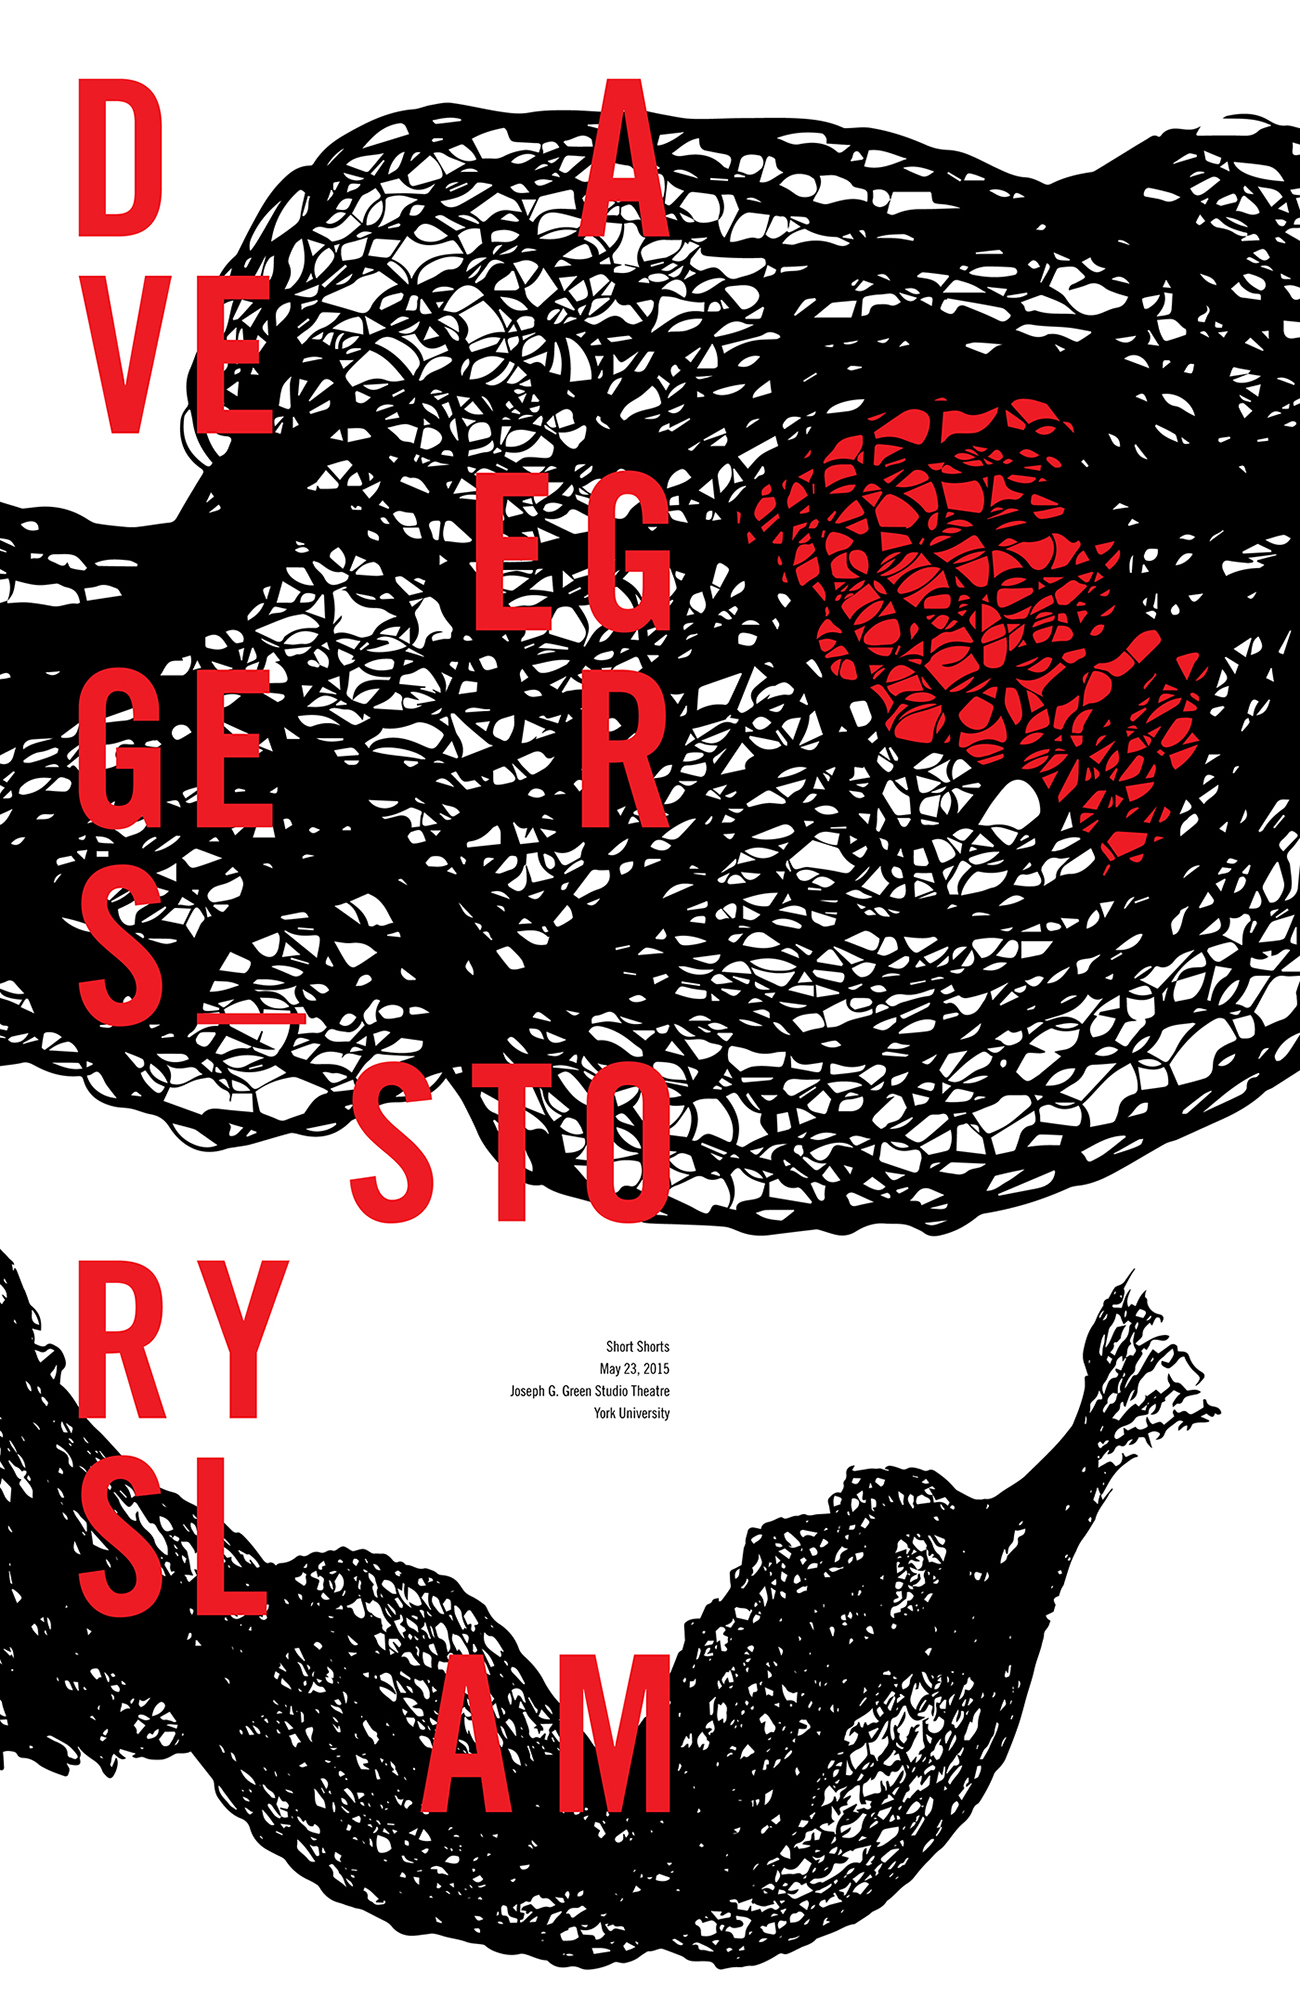 D A
VE
EG
GE R
S_
STO
RY
Short Shorts
May 23, 2015
Joseph G. Green Studio Theatre
York University
SL
AM